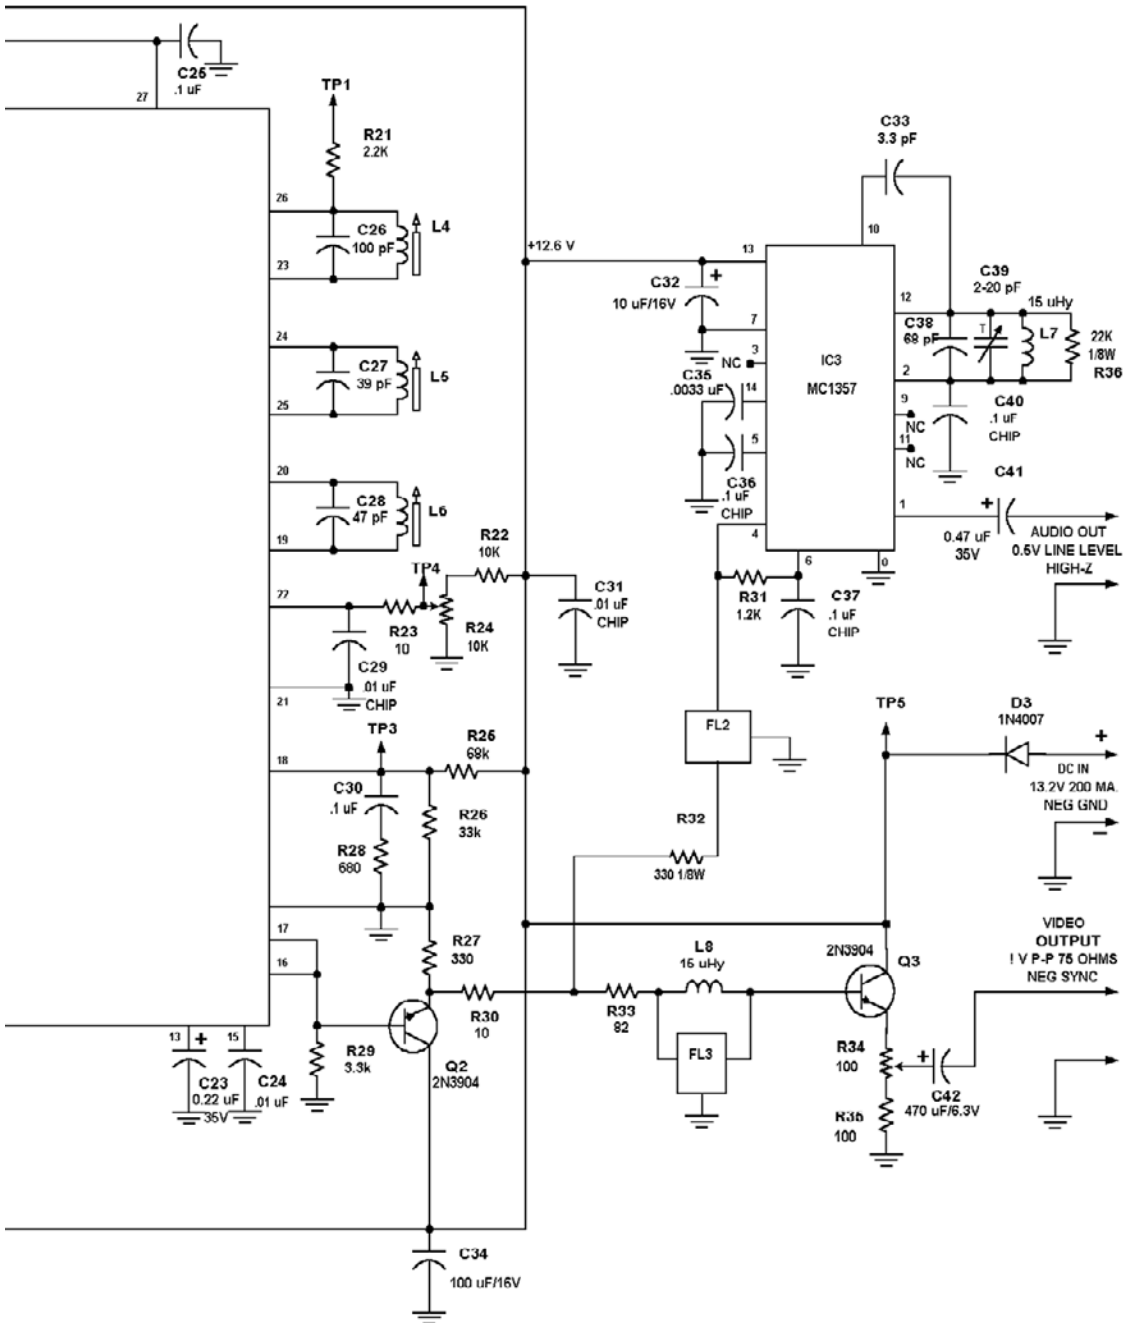 C25
.1 uF
27
TP1
R21
2.2K
26
C26
100 pF
L4
23
24
C27
39 pF
L5
25
20
C28
47 pF
L6
19
R22
10K
TP4
22
R23
10
R24
10K
C31
.01 uF
CHIP
C29
.01 uF
CHIP
21
TP3
R25
68k
18
C30
.1 uF
R26
33k
R28
680
17
16
R27
330
R30
10
R29
3.3k
Q2
2N3904
13
+
15
C23
0.22 uF
35V
C24
.01 uF
C34
100 uF/16V
+12.6 V
C33
3.3 pF
10
13
C32
+
10 uF/16V
7
3
NC
C35
.0033 uF
14
5
C36
.1 uF
CHIP
4
IC3
MC1357
12
C39
2-20 pF
15 uHy
C38
68 pF
T
L7
22K
1/8W
R36
2
9
NC
11
NC
C40
.1 uF
CHIP
C41
1
+
0.47 uF
35V
AUDIO OUT
0.5V LINE LEVEL
HIGH-Z
6
0
R31
1.2K
C37
.1 uF
CHIP
FL2
TP5
D3
1N4007
+
DC IN
13.2V 200 MA.
NEG GND
–
R32
330 1/8W
VIDEO
OUTPUT
! V P-P 75 OHMS
NEG SYNC
L8
15 uHy
2N3904
Q3
R33
82
FL3
R34
100
+
C42
470 uF/6.3V
R35
100